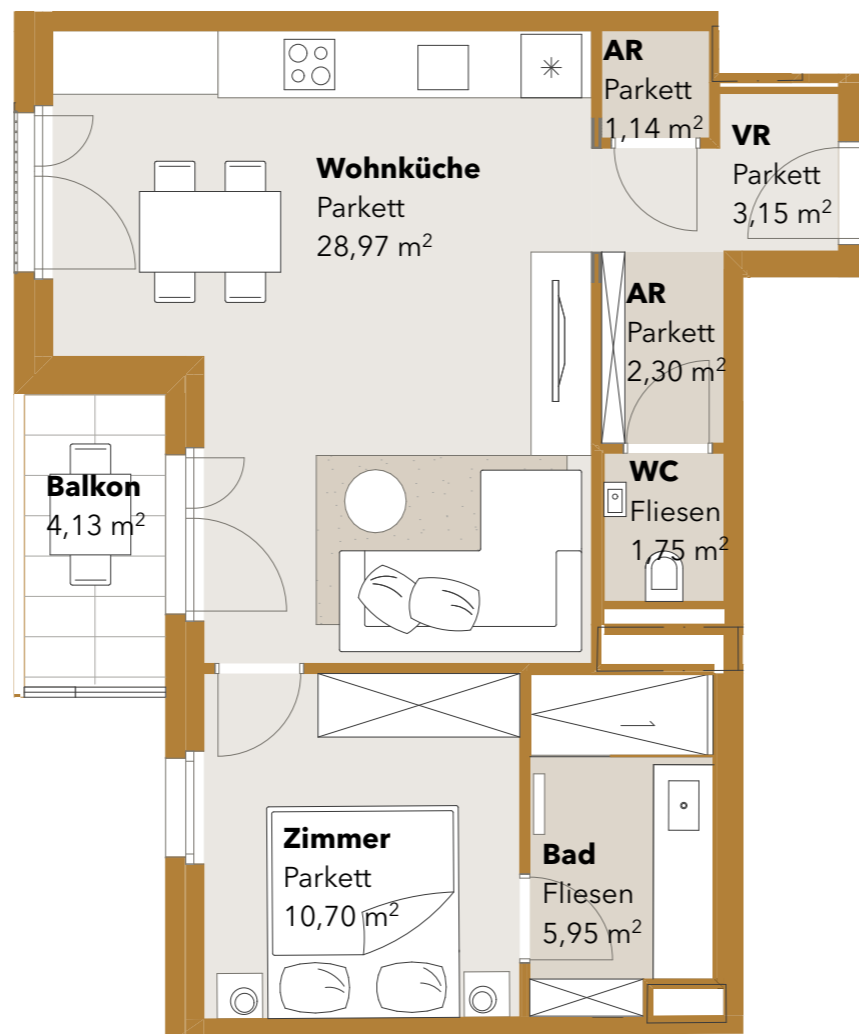 AR
Parkett
1,14 m²
VR
Parkett
3,15 m²
Wohnküche
Parkett
28,97 m²
AR
Parkett
2,30 m²
Balkon
4,13 m²
WC
Fliesen
1,75 m²
1
Zimmer
Parkett
10,70 m²
Bad
Fliesen
5,95 m²